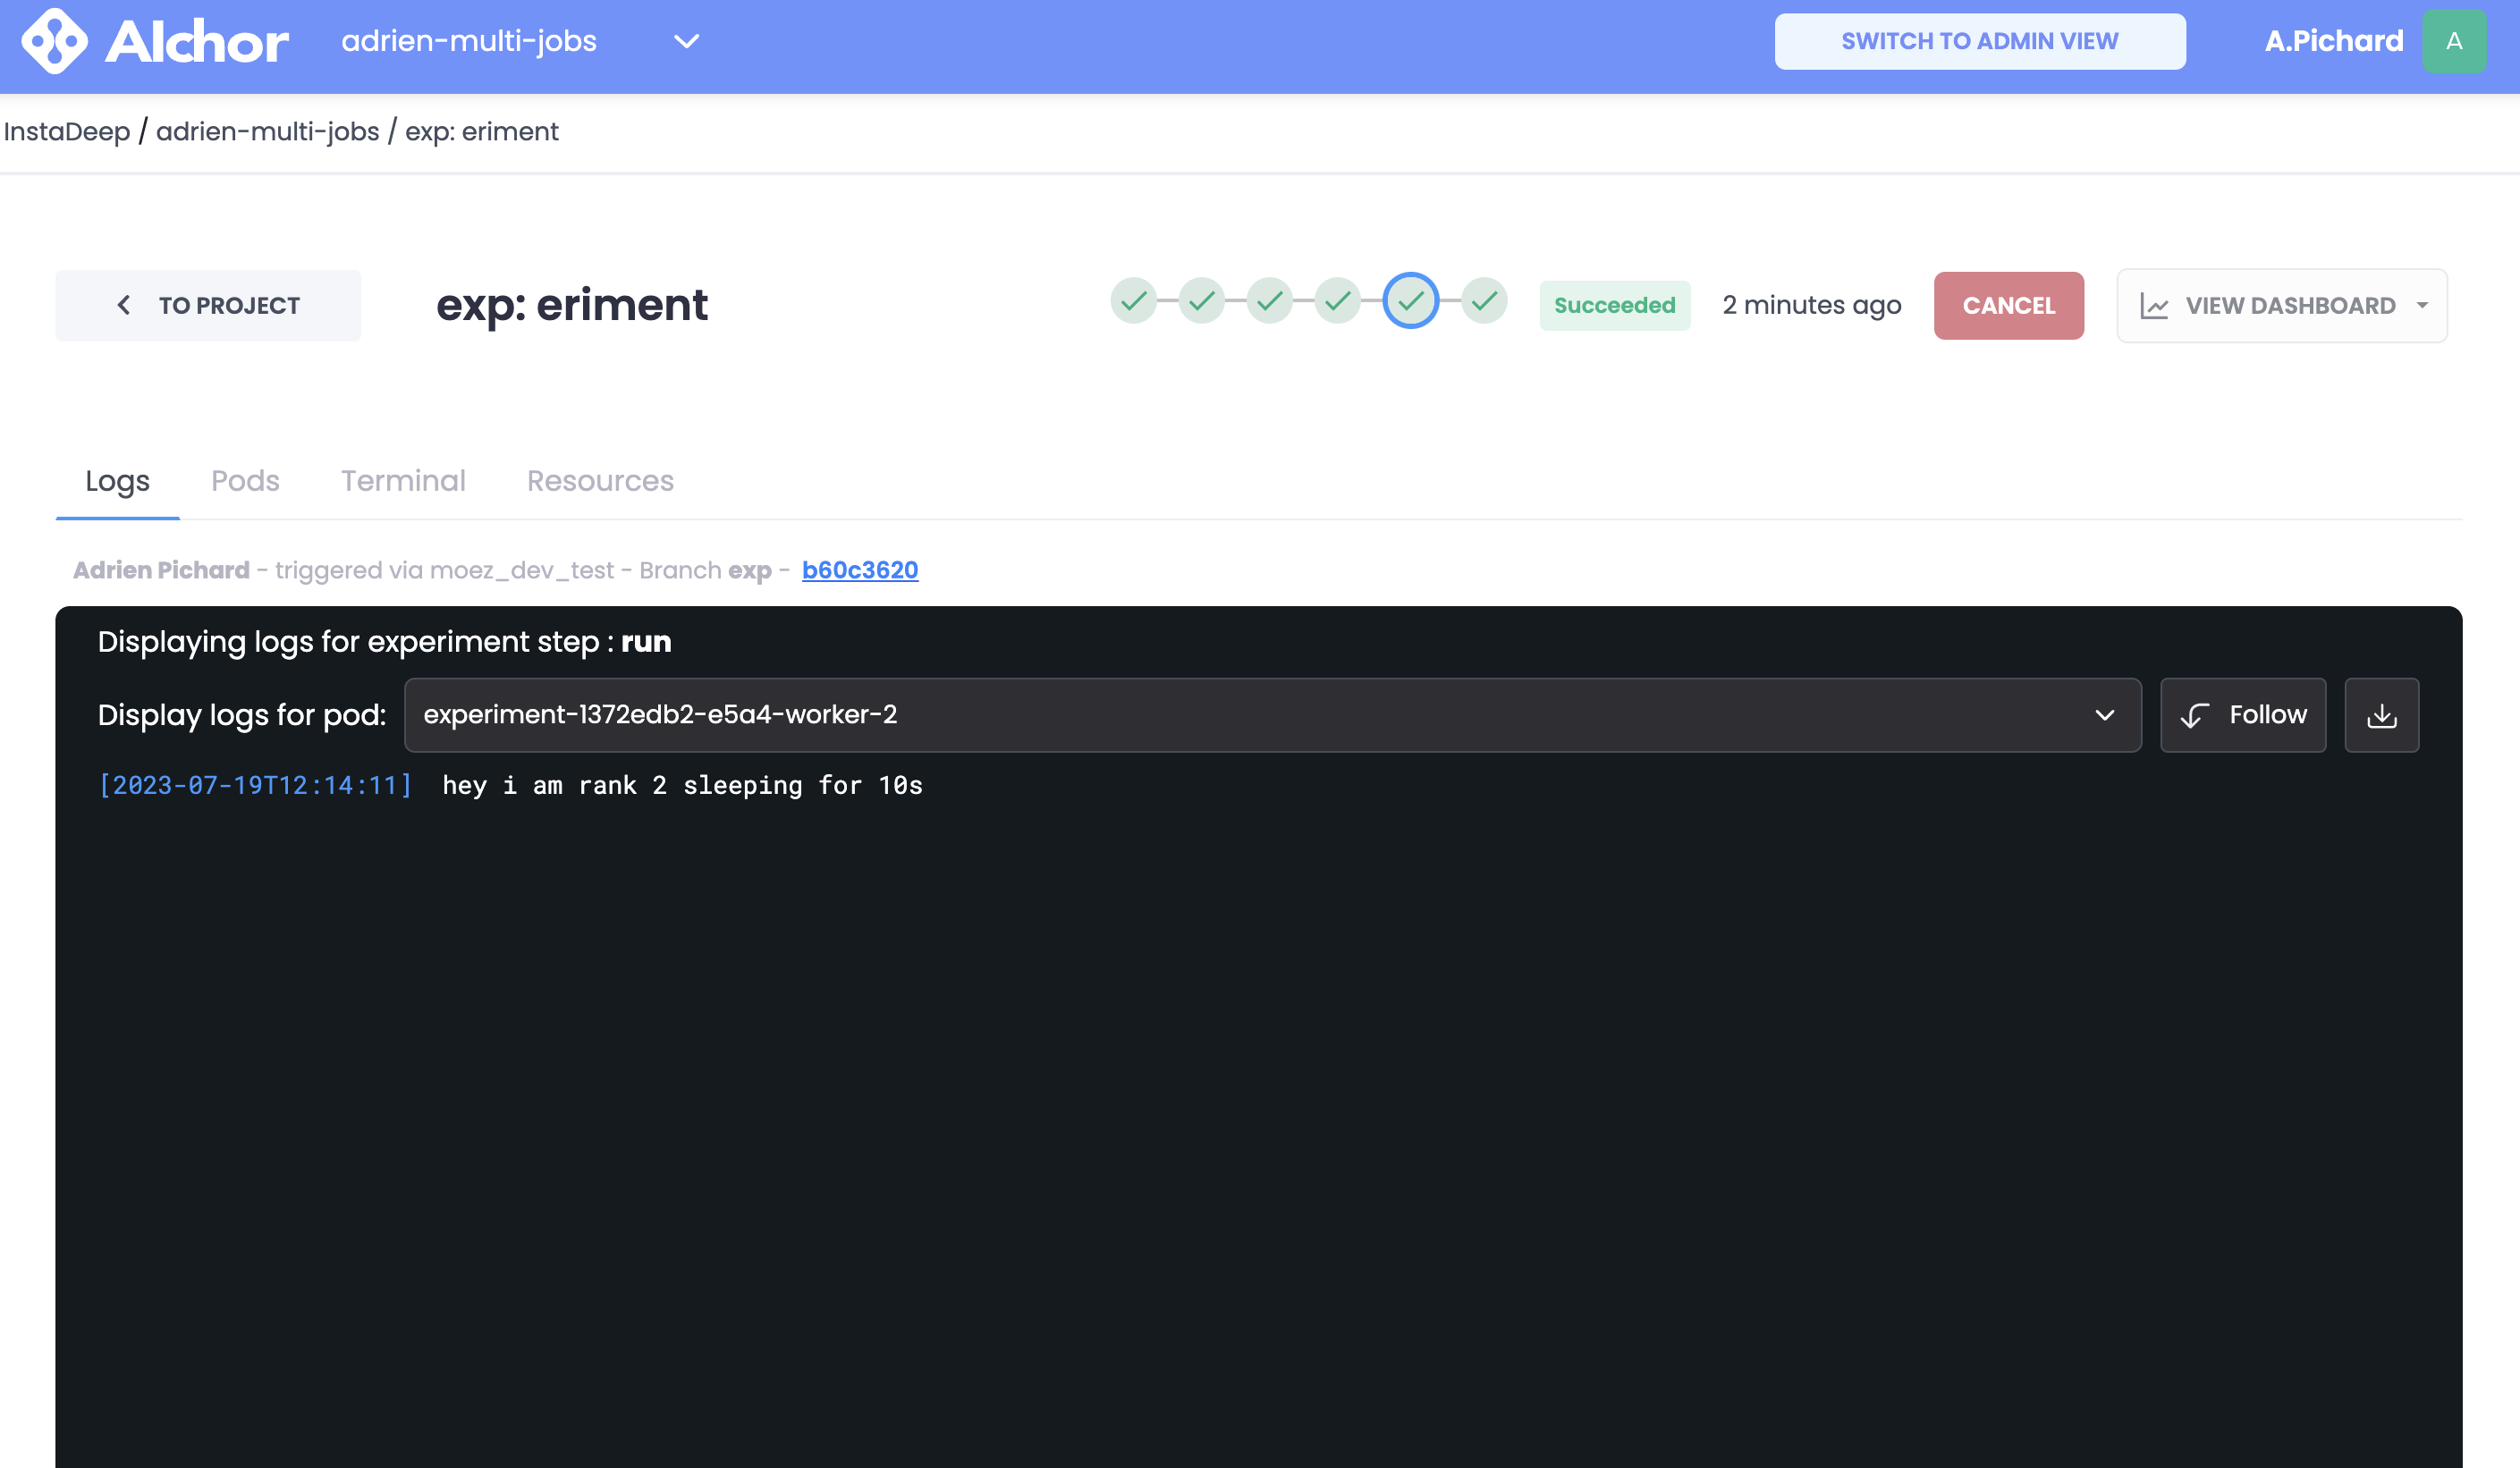 AIchor adrien-multi-jobs SWITCH TO ADMIN VIEW A.Pichard A
InstaDeep / adrien-multi-jobs / exp: eriment
TO PROJECT exp: eriment Succeeded 2 minutes ago CANCEL VIEW DASHBOARD
Logs Pods Terminal Resources
Adrien Pichard - triggered via moez_dev_test - Branch exp - b60c3620
Displaying logs for experiment step : run
Display logs for pod: experiment-1372edb2-e5a4-worker-2 Follow
[2023-07-19T12:14:11] hey i am rank 2 sleeping for 10s